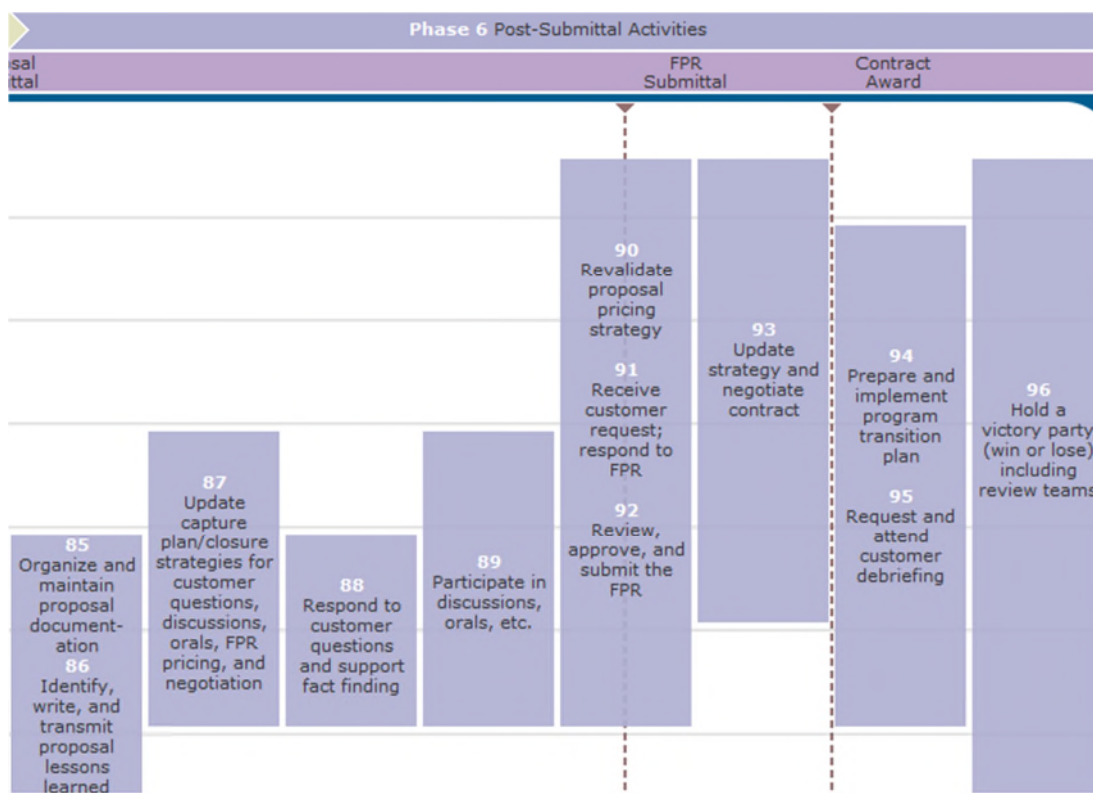 Phase 6 Post-Submittal Activities
osal
ittal
FPR
Submittal
Contract
Award
85
Organize and
maintain
proposal
document-
ation
86
Identify,
write, and
transmit
proposal
lessons
learned
87
Update
capture
plan/closure
strategies for
customer
questions,
discussions,
orals, FPR
pricing, and
negotiation
88
Respond to
customer
questions
and support
fact finding
89
Participate in
discussions,
orals, etc.
90
Revalidate
proposal
pricing
strategy
91
Receive
customer
request;
respond to
FPR
92
Review,
approve, and
submit the
FPR
93
Update
strategy and
negotiate
contract
94
Prepare and
implement
program
transition
plan
95
Request and
attend
customer
debriefing
96
Hold a
victory party
(win or lose)
including
review teams